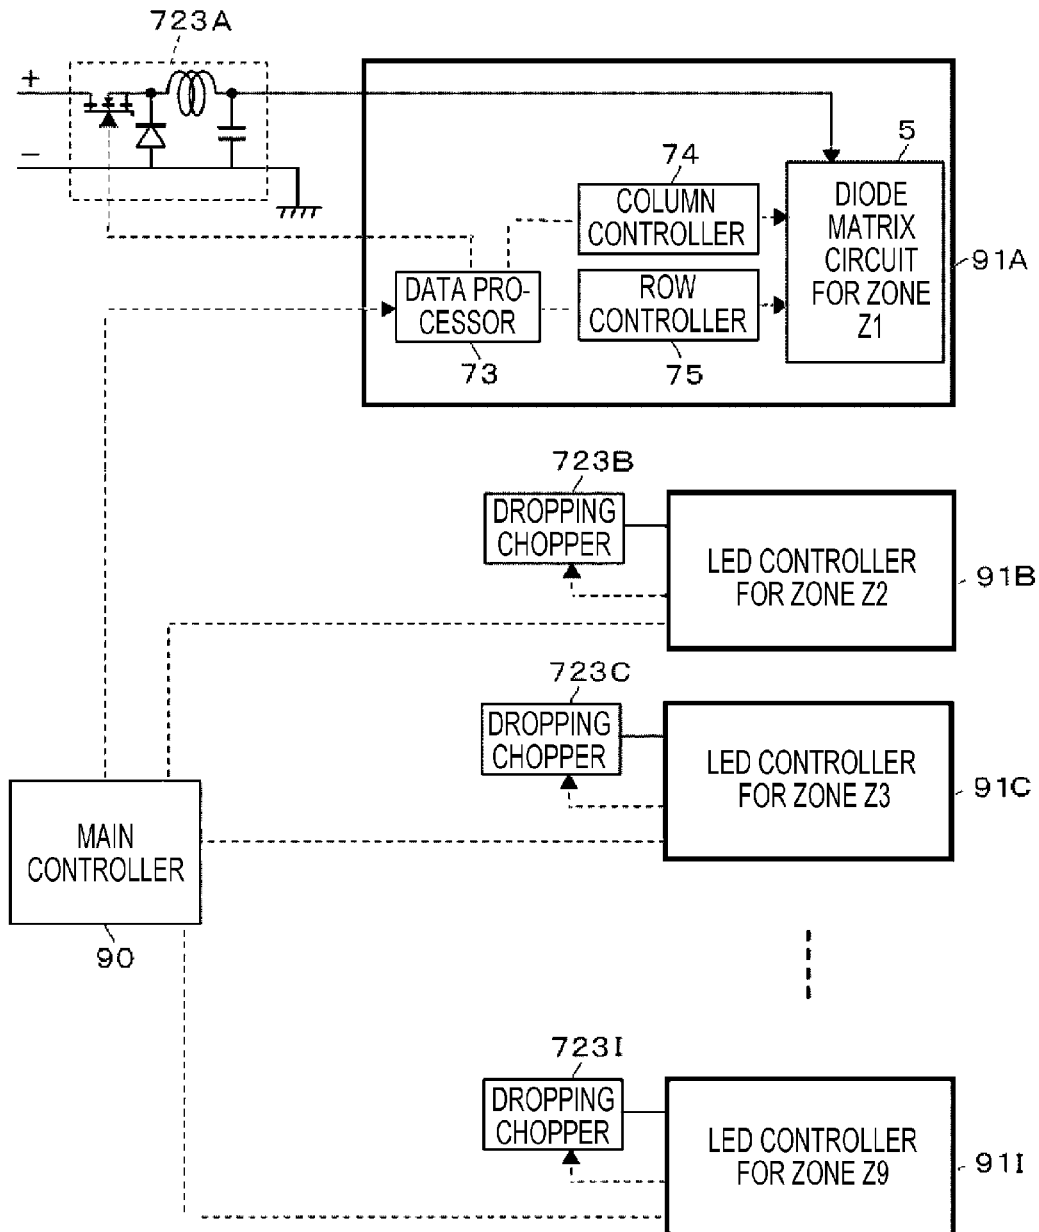 723A
+
−
5
74
COLUMN
CONTROLLER
DIODE
MATRIX
CIRCUIT
FOR ZONE
Z1
91A
DATA PRO-
CESSOR
73
ROW
CONTROLLER
75
723B
DROPPING
CHOPPER
LED CONTROLLER
FOR ZONE Z2
91B
723C
DROPPING
CHOPPER
LED CONTROLLER
FOR ZONE Z3
91C
MAIN
CONTROLLER
90
723I
DROPPING
CHOPPER
LED CONTROLLER
FOR ZONE Z9
91I